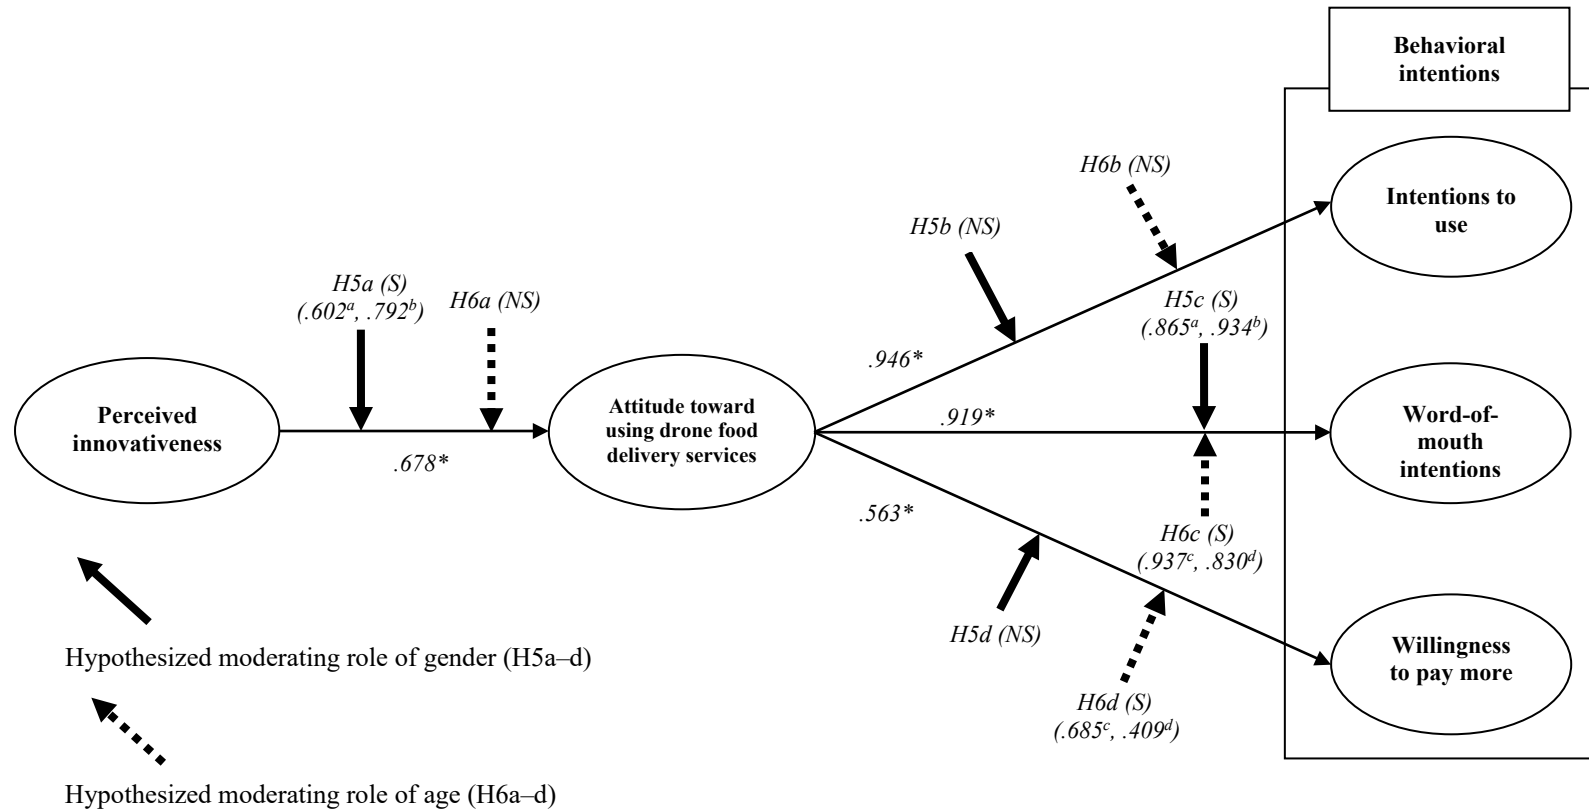 Behavioral
intentions
H6b (NS)
Intentions to
use
H5b (NS)
H5a (S)
(.602ᵃ, .792ᵇ)
H6a (NS)
H5c (S)
(.865ᵃ, .934ᵇ)
.946*
Perceived
innovativeness
Attitude toward
using drone food
delivery services
.919*
Word-of-
mouth
intentions
.678*
.563*
H6c (S)
(.937ᶜ, .830ᵈ)
H5d (NS)
Willingness
to pay more
Hypothesized moderating role of gender (H5a–d)
H6d (S)
(.685ᶜ, .409ᵈ)
Hypothesized moderating role of age (H6a–d)